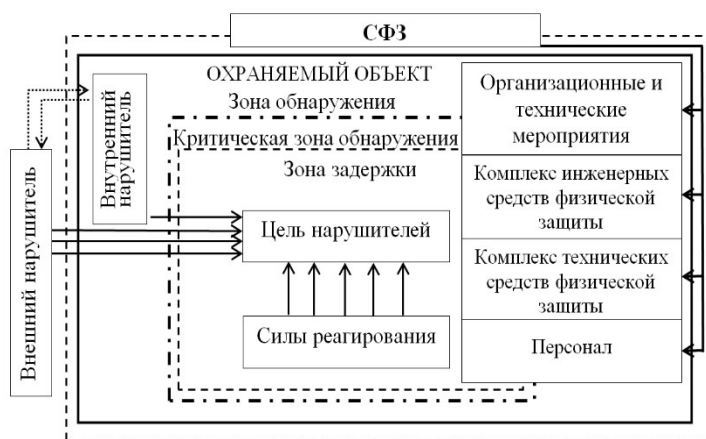 СФЗ
ОХРАНЯЕМЫЙ ОБЪЕКТ
Зона обнаружения
Критическая зона обнаружения
Зона задержки
Внешний нарушитель
Внутренний
нарушитель
Цель нарушителей
Силы реагирования
Организационные и
технические
мероприятия
Комплекс инженерных
средств физической
защиты
Комплекс технических
средств физической
защиты
Персонал